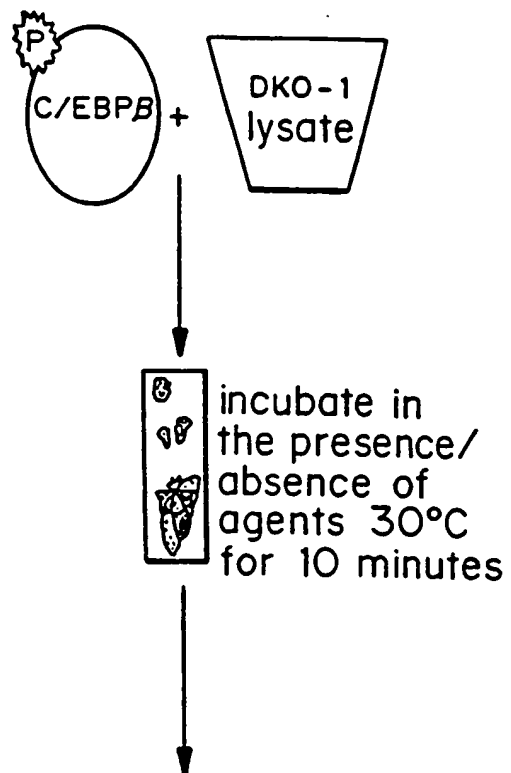 P
C/EBPβ +
DKO-1
lysate
incubate in
the presence/
absence of
agents 30°C
for 10 minutes